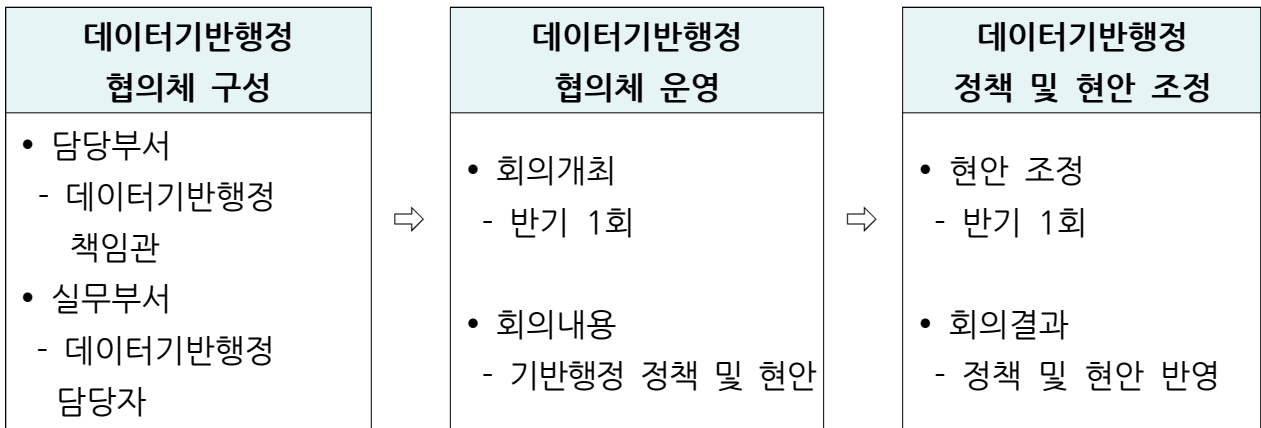 데이터기반행정
협의체 구성
• 담당부서
- 데이터기반행정
책임관
• 실무부서
- 데이터기반행정
담당자
⇨
데이터기반행정
협의체 운영
• 회의개최
- 반기 1회
• 회의내용
- 기반행정 정책 및 현안
⇨
데이터기반행정
정책 및 현안 조정
• 현안 조정
- 반기 1회
• 회의결과
- 정책 및 현안 반영